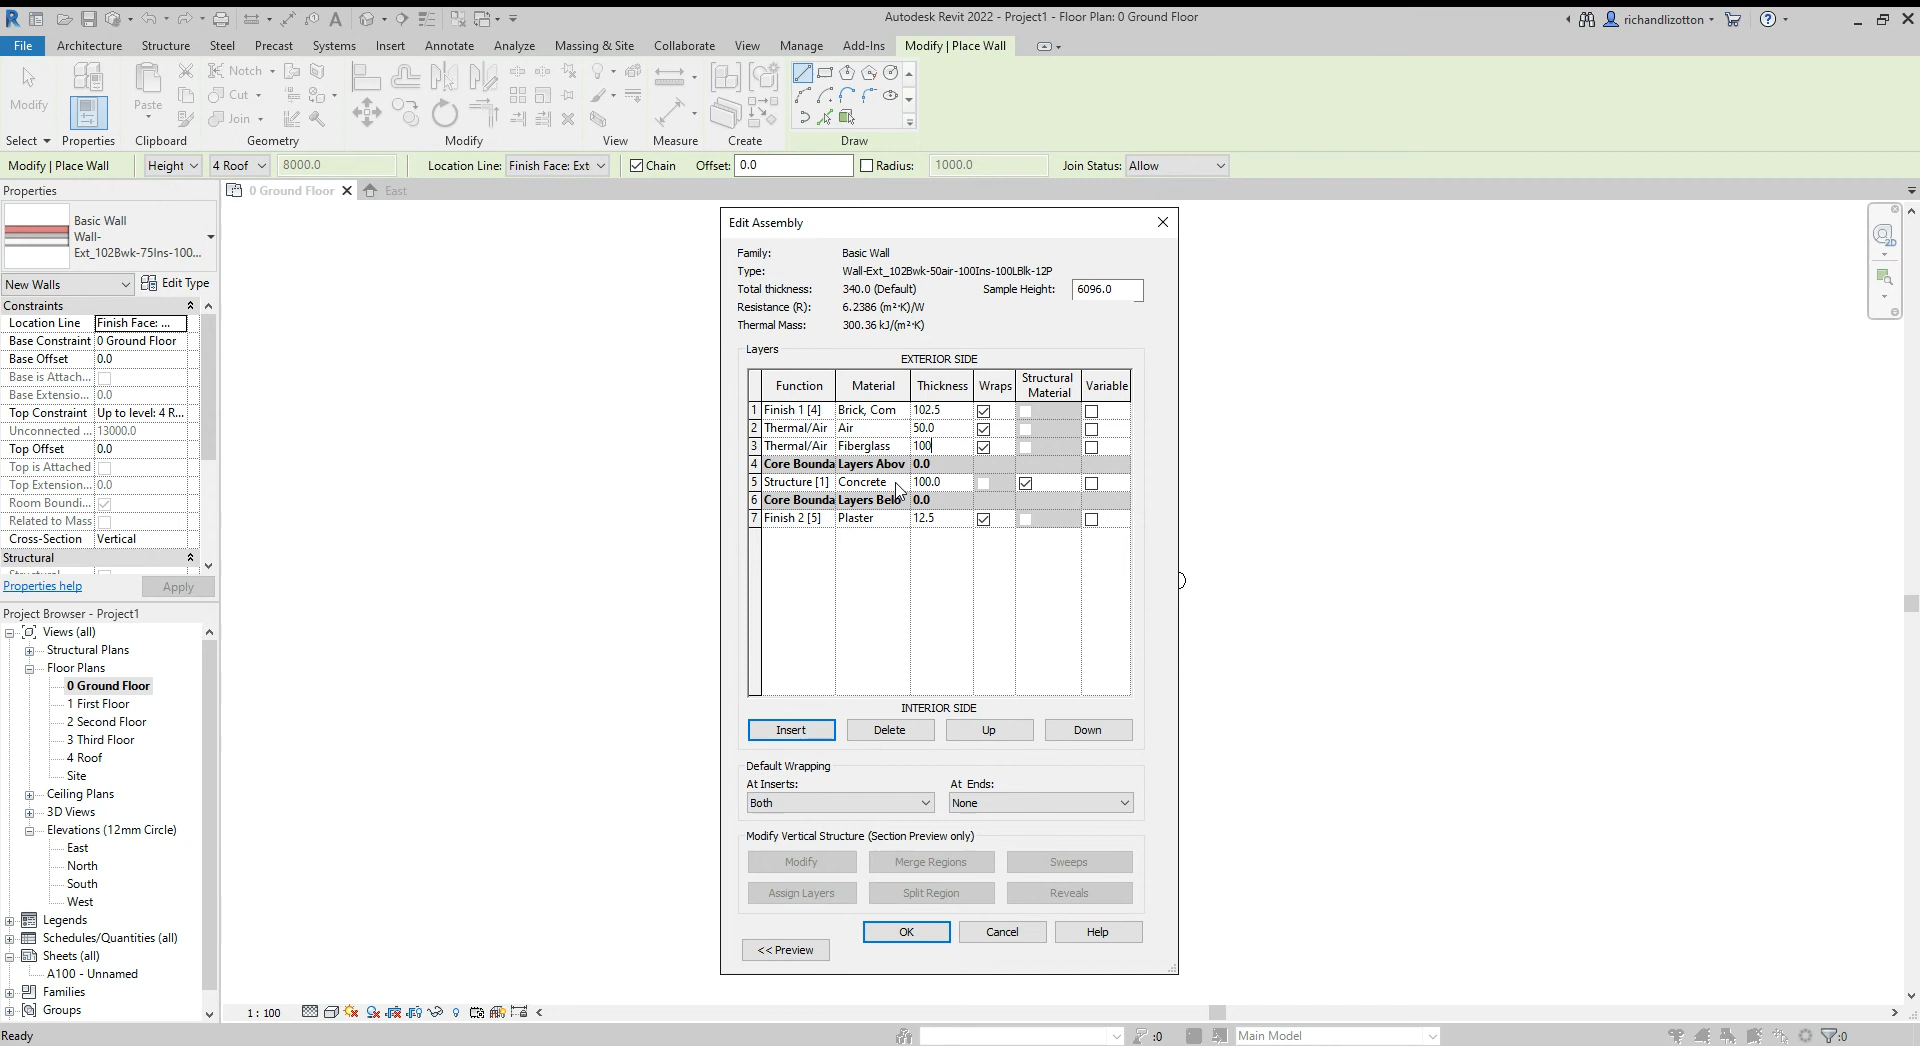 Autodesk Revit 2022 - Project1 - Floor Plan: 0 Ground Floor
richandlizotton
File Architecture Structure Steel Precast Systems Insert Annotate Analyze Massing & Site Collaborate View Manage Add-Ins Modify | Place Wall
Modify Paste Notch Cut Join
Select Properties Clipboard Geometry Modify View Measure Create Draw
Modify | Place Wall Height 4 Roof 8000.0 Location Line: Finish Face: Ext Chain Offset: 0.0 Radius: 1000.0 Join Status: Allow
Properties
0 Ground Floor East
Basic Wall
Wall-
Ext_102Bwk-75Ins-100...
New Walls Edit Type
Constraints
Location Line Finish Face: ...
Base Constraint 0 Ground Floor
Base Offset 0.0
Base is Attach...
Base Extensio... 0.0
Top Constraint Up to level: 4 R...
Unconnected ... 13000.0
Top Offset 0.0
Top is Attached
Top Extension... 0.0
Room Boundi...
Related to Mass
Cross-Section Vertical
Structural
Properties help Apply
Project Browser - Project1
Views (all)
Structural Plans
Floor Plans
0 Ground Floor
1 First Floor
2 Second Floor
3 Third Floor
4 Roof
Site
Ceiling Plans
3D Views
Elevations (12mm Circle)
East
North
South
West
Legends
Schedules/Quantities (all)
Sheets (all)
A100 - Unnamed
Families
Groups
Edit Assembly
Family: Basic Wall
Type: Wall-Ext_102Bwk-50air-100Ins-100LBlk-12P
Total thickness: 340.0 (Default) Sample Height: 6096.0
Resistance (R): 6.2386 (m²·K)/W
Thermal Mass: 300.36 kJ/(m²·K)
Layers
EXTERIOR SIDE
Function Material Thickness Wraps Structural Material Variable
1 Finish 1 [4] Brick, Com 102.5
2 Thermal/Air Air 50.0
3 Thermal/Air Fiberglass 100
4 Core Bounda Layers Abov 0.0
5 Structure [1] Concrete 100.0
6 Core Bounda Layers Belo 0.0
7 Finish 2 [5] Plaster 12.5
INTERIOR SIDE
Insert Delete Up Down
Default Wrapping
At Inserts: At Ends:
Both None
Modify Vertical Structure (Section Preview only)
Modify Merge Regions Sweeps
Assign Layers Split Region Reveals
OK Cancel Help
<< Preview
2D
1 : 100
Ready :0 Main Model :0